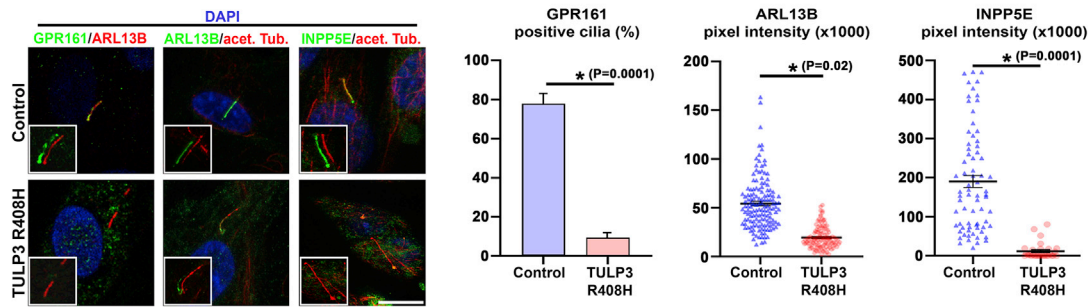 DAPI
GPR161/ARL13B
ARL13B/acet. Tub.
INPP5E/acet. Tub.
Control
TULP3 R408H
GPR161
positive cilia (%)
* (P=0.0001)
100
80
60
40
20
0
Control
TULP3
R408H
ARL13B
pixel intensity (x1000)
* (P=0.02)
200
150
100
50
0
Control
TULP3
R408H
INPP5E
pixel intensity (x1000)
* (P=0.0001)
500
400
300
200
100
0
Control
TULP3
R408H